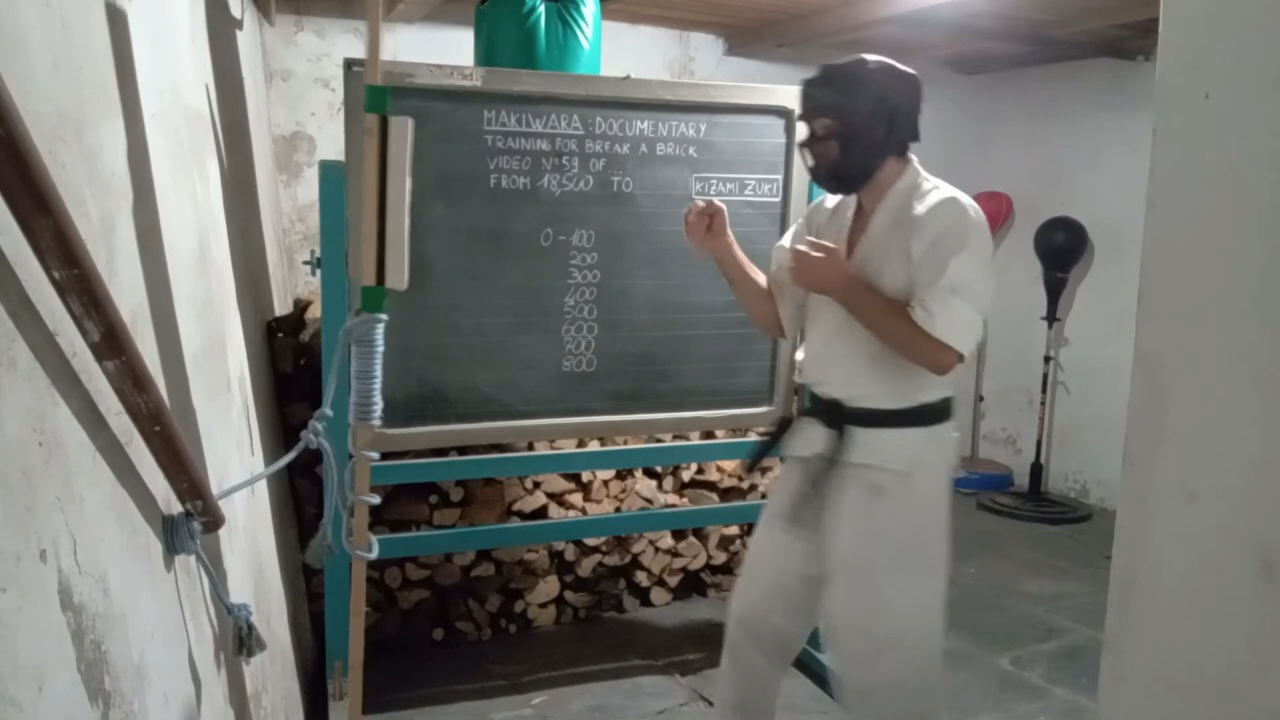 MAKIWARA : DOCUMENTARY
TRAINING FOR BREAK A BRICK
VIDEO Nº 59 OF...
FROM 18,500 TO
KIZAMI ZUKI
0 - 100
200
300
400
500
600
700
800